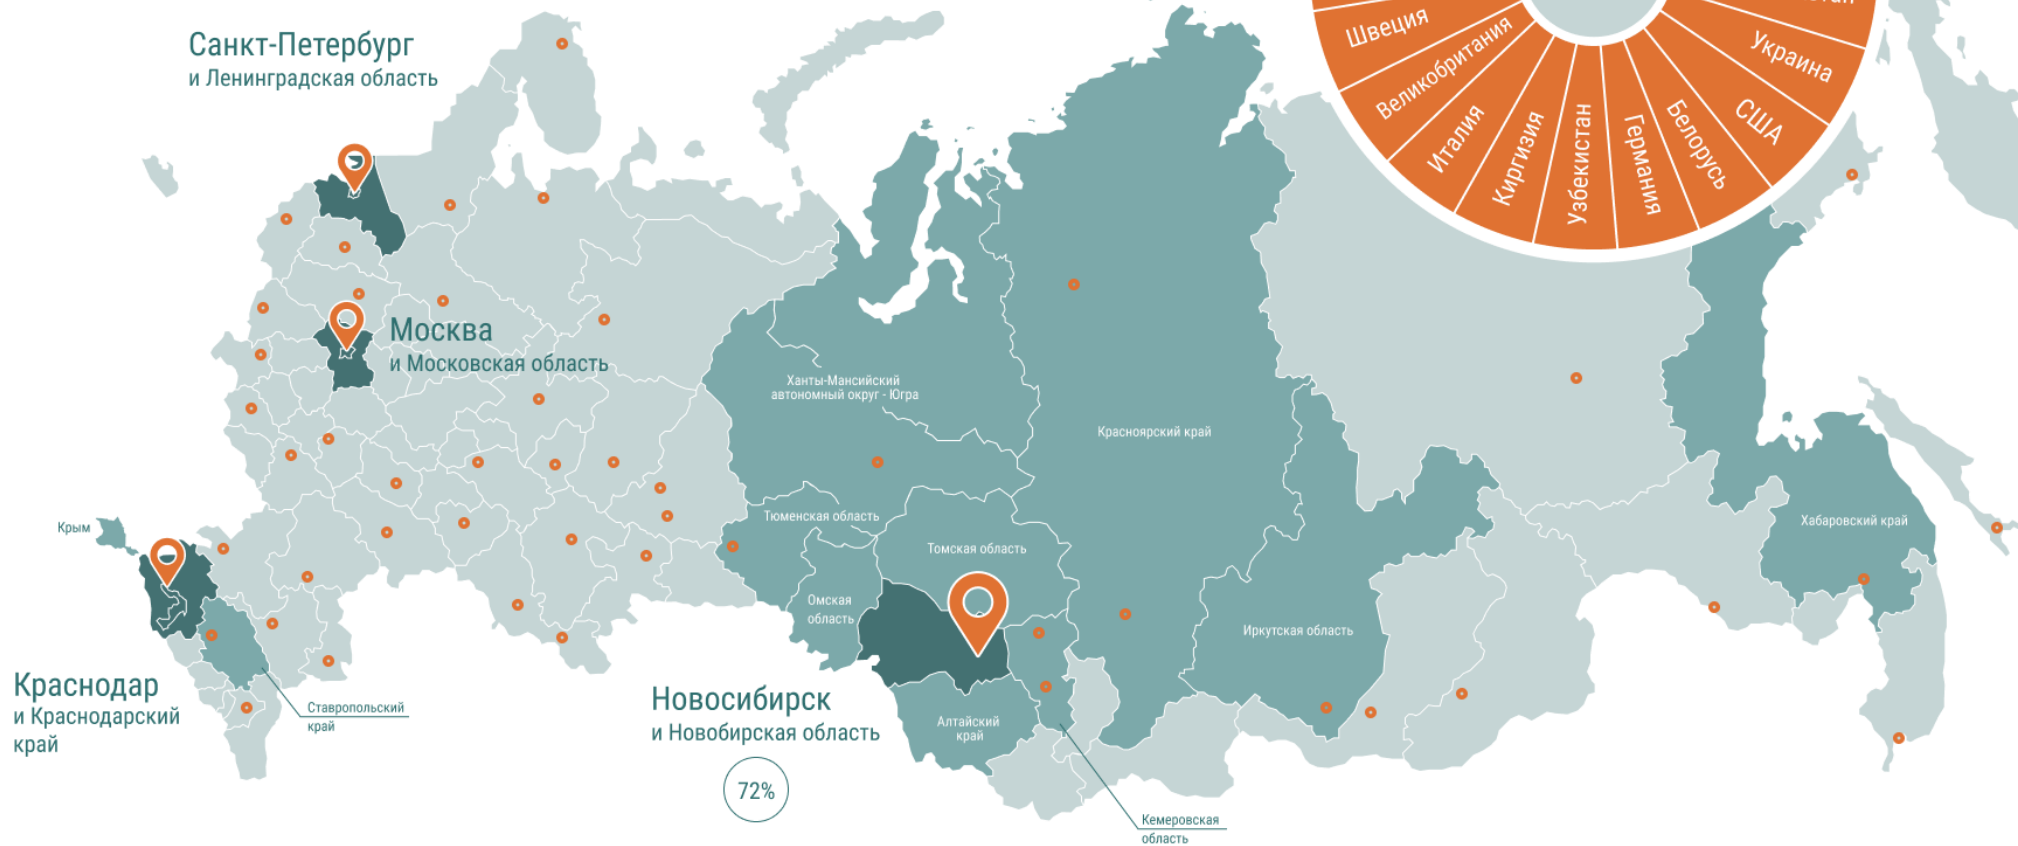 Санкт-Петербург
и Ленинградская область
Швеция
Великобритания
Италия
Киргизия
Узбекистан
Германия
Белорусь
США
Украина
Москва
и Московская область
Ханты-Мансийский
автономный округ - Югра
Красноярский край
Тюменская область
Томская область
Омская
область
Иркутская область
Хабаровский край
Крым
Краснодар
и Краснодарский
край
Ставропольский
край
Новосибирск
и Новобирская область
72%
Алтайский
край
Кемеровская
область